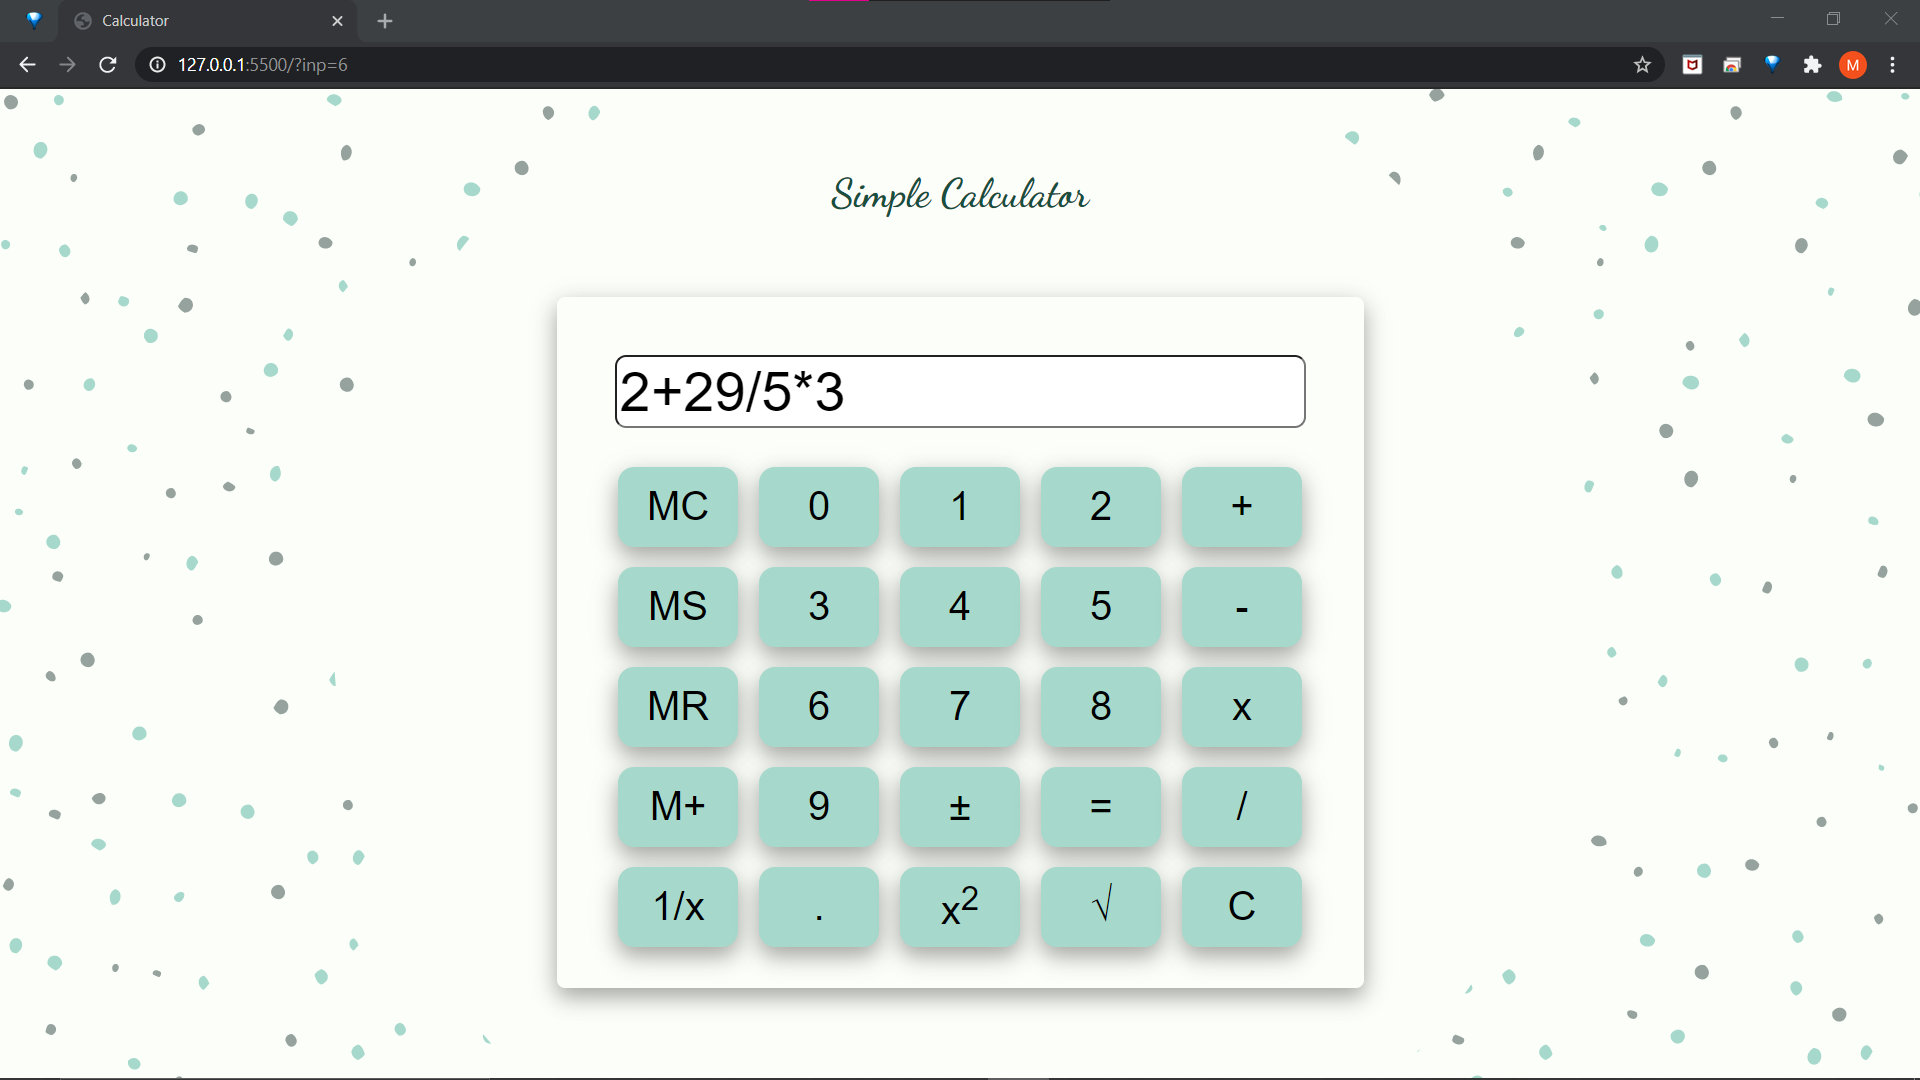 Calculator
127.0.0.1:5500/?inp=6
M
Simple Calculator
2+29/5*3
MC 0 1 2 +
MS 3 4 5 -
MR 6 7 8 x
M+ 9 ± = /
1/x . x² √ C